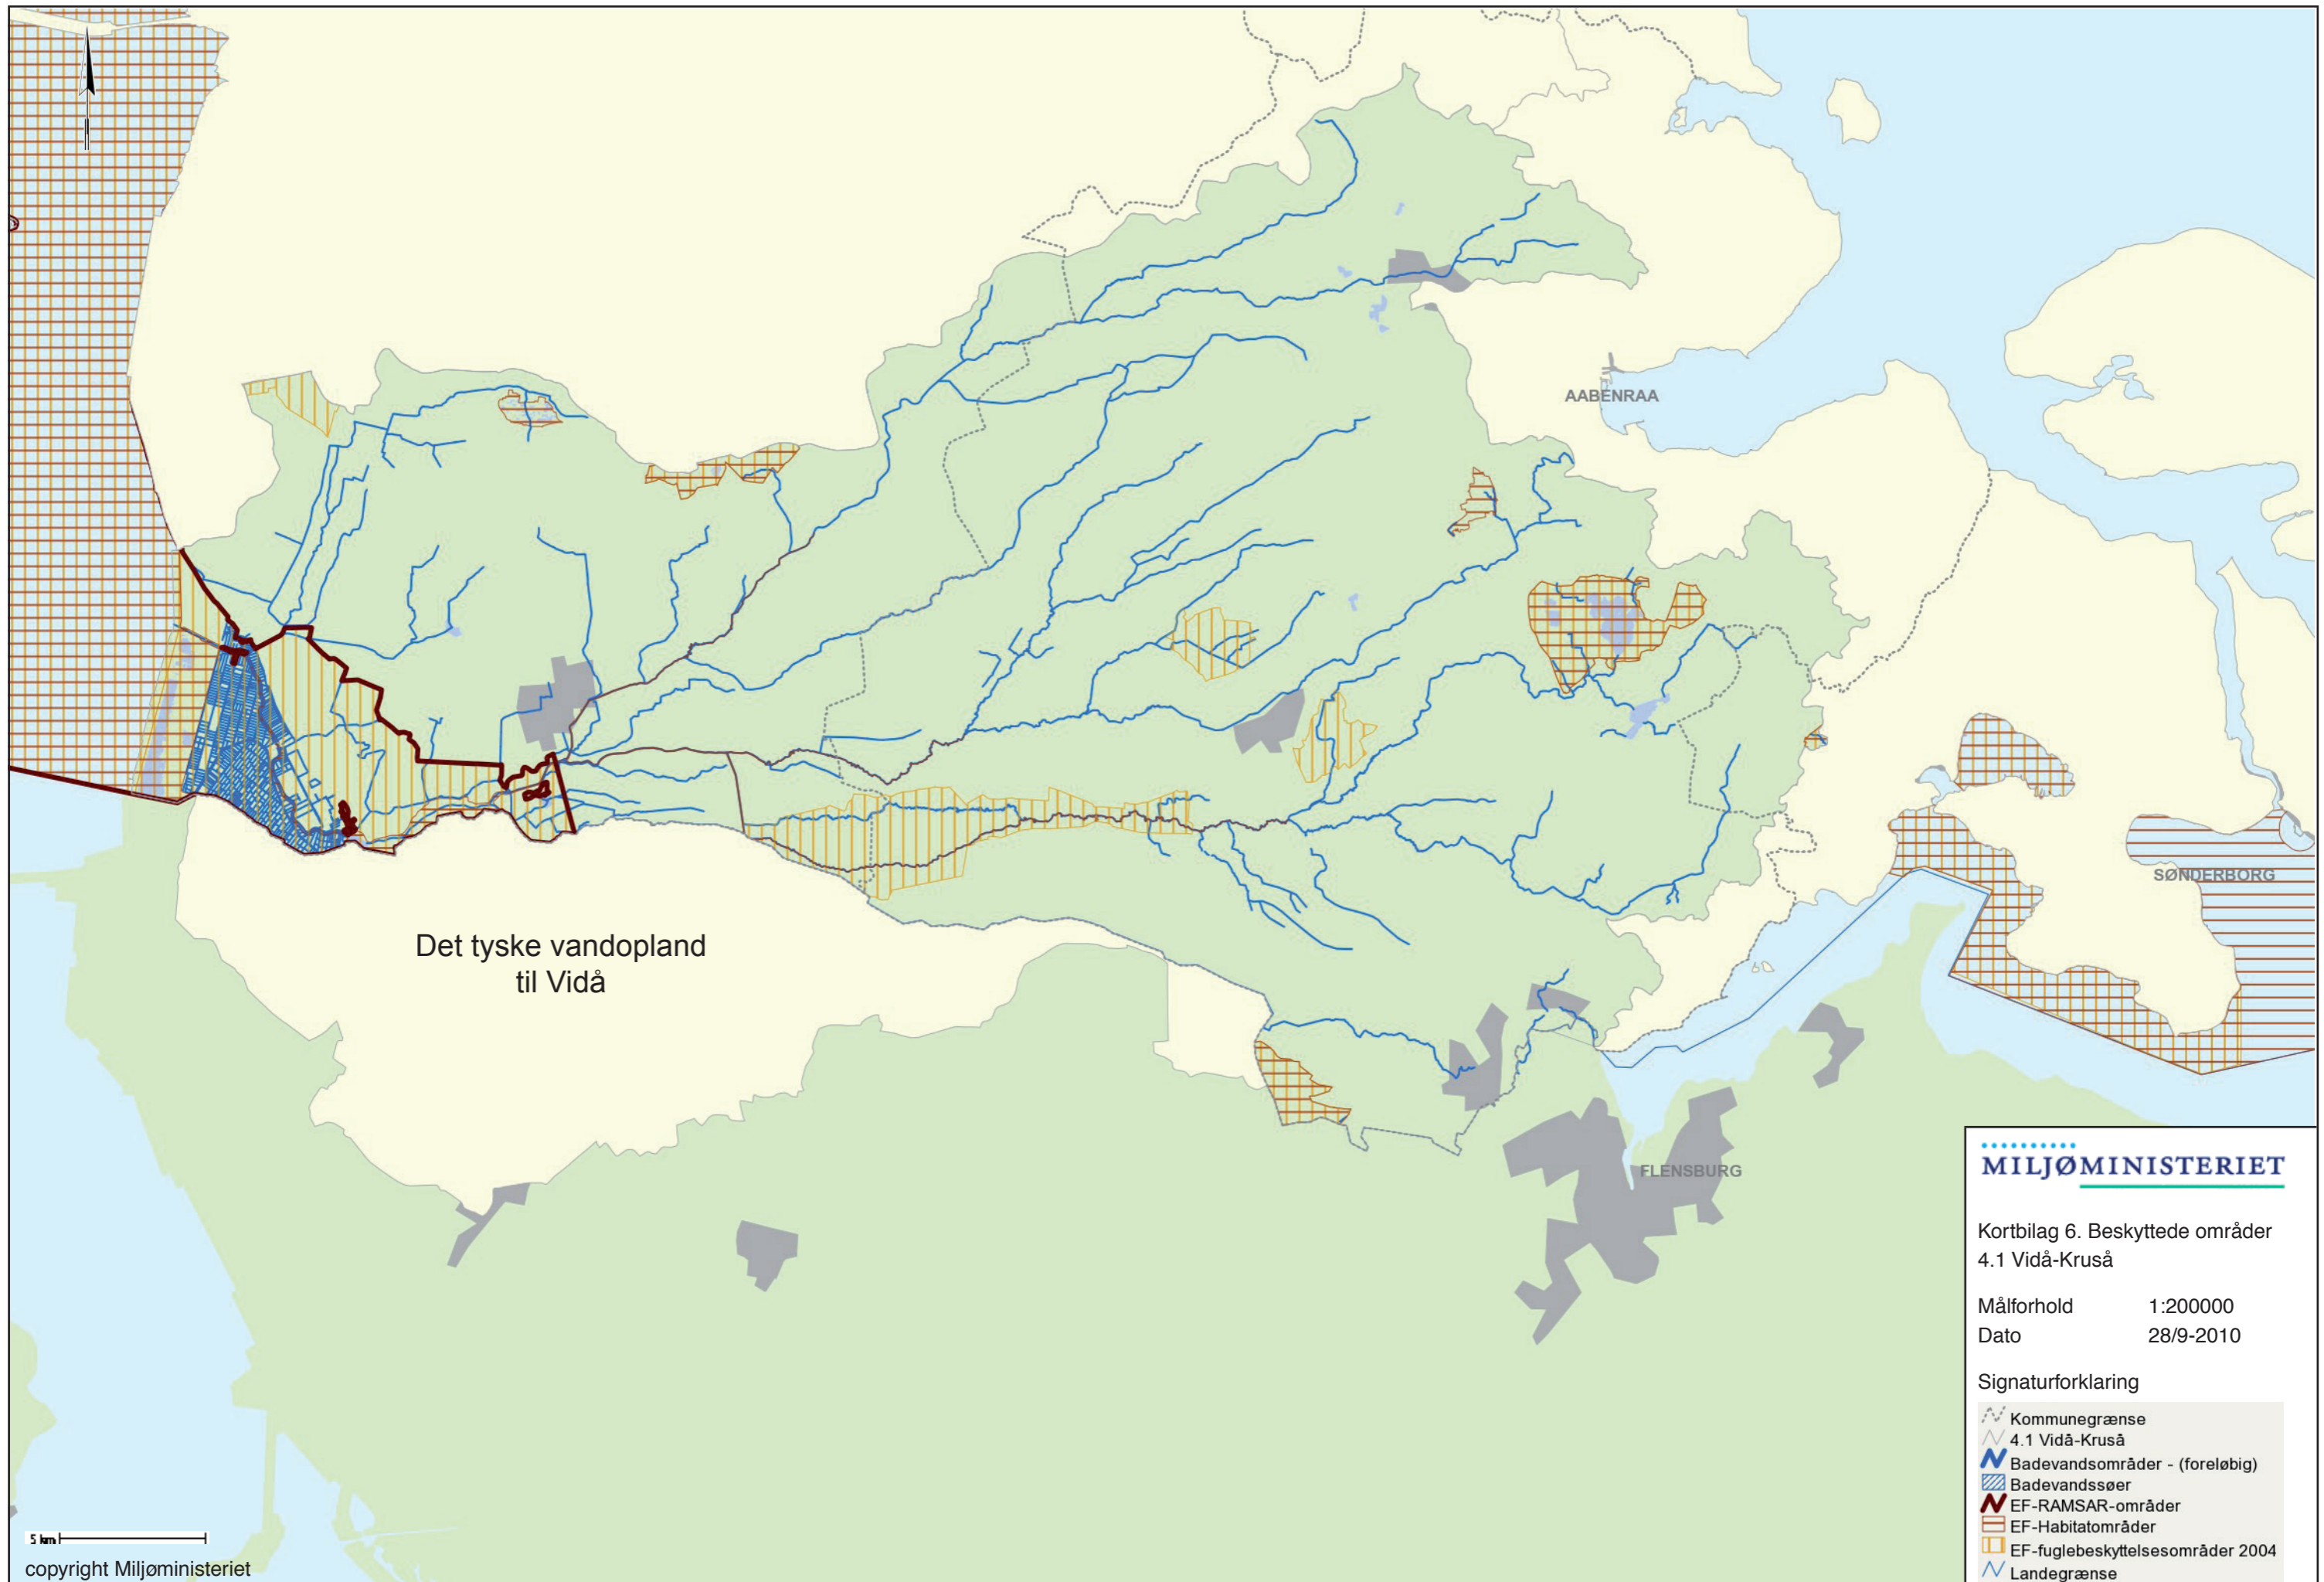 AABENRAA
SØNDERBORG
Det tyske vandopland
til Vidå
FLENSBURG
MILJØMINISTERIET
Kortbilag 6. Beskyttede områder
4.1 Vidå-Kruså
Målforhold 1:200000
Dato 28/9-2010
Signaturforklaring
Kommunegrænse
4.1 Vidå-Kruså
Badevandsområder - (foreløbig)
Badevandssøer
EF-RAMSAR-områder
EF-Habitatområder
EF-fuglebeskyttelsesområder 2004
Landegrænse
5 km
copyright Miljøministeriet